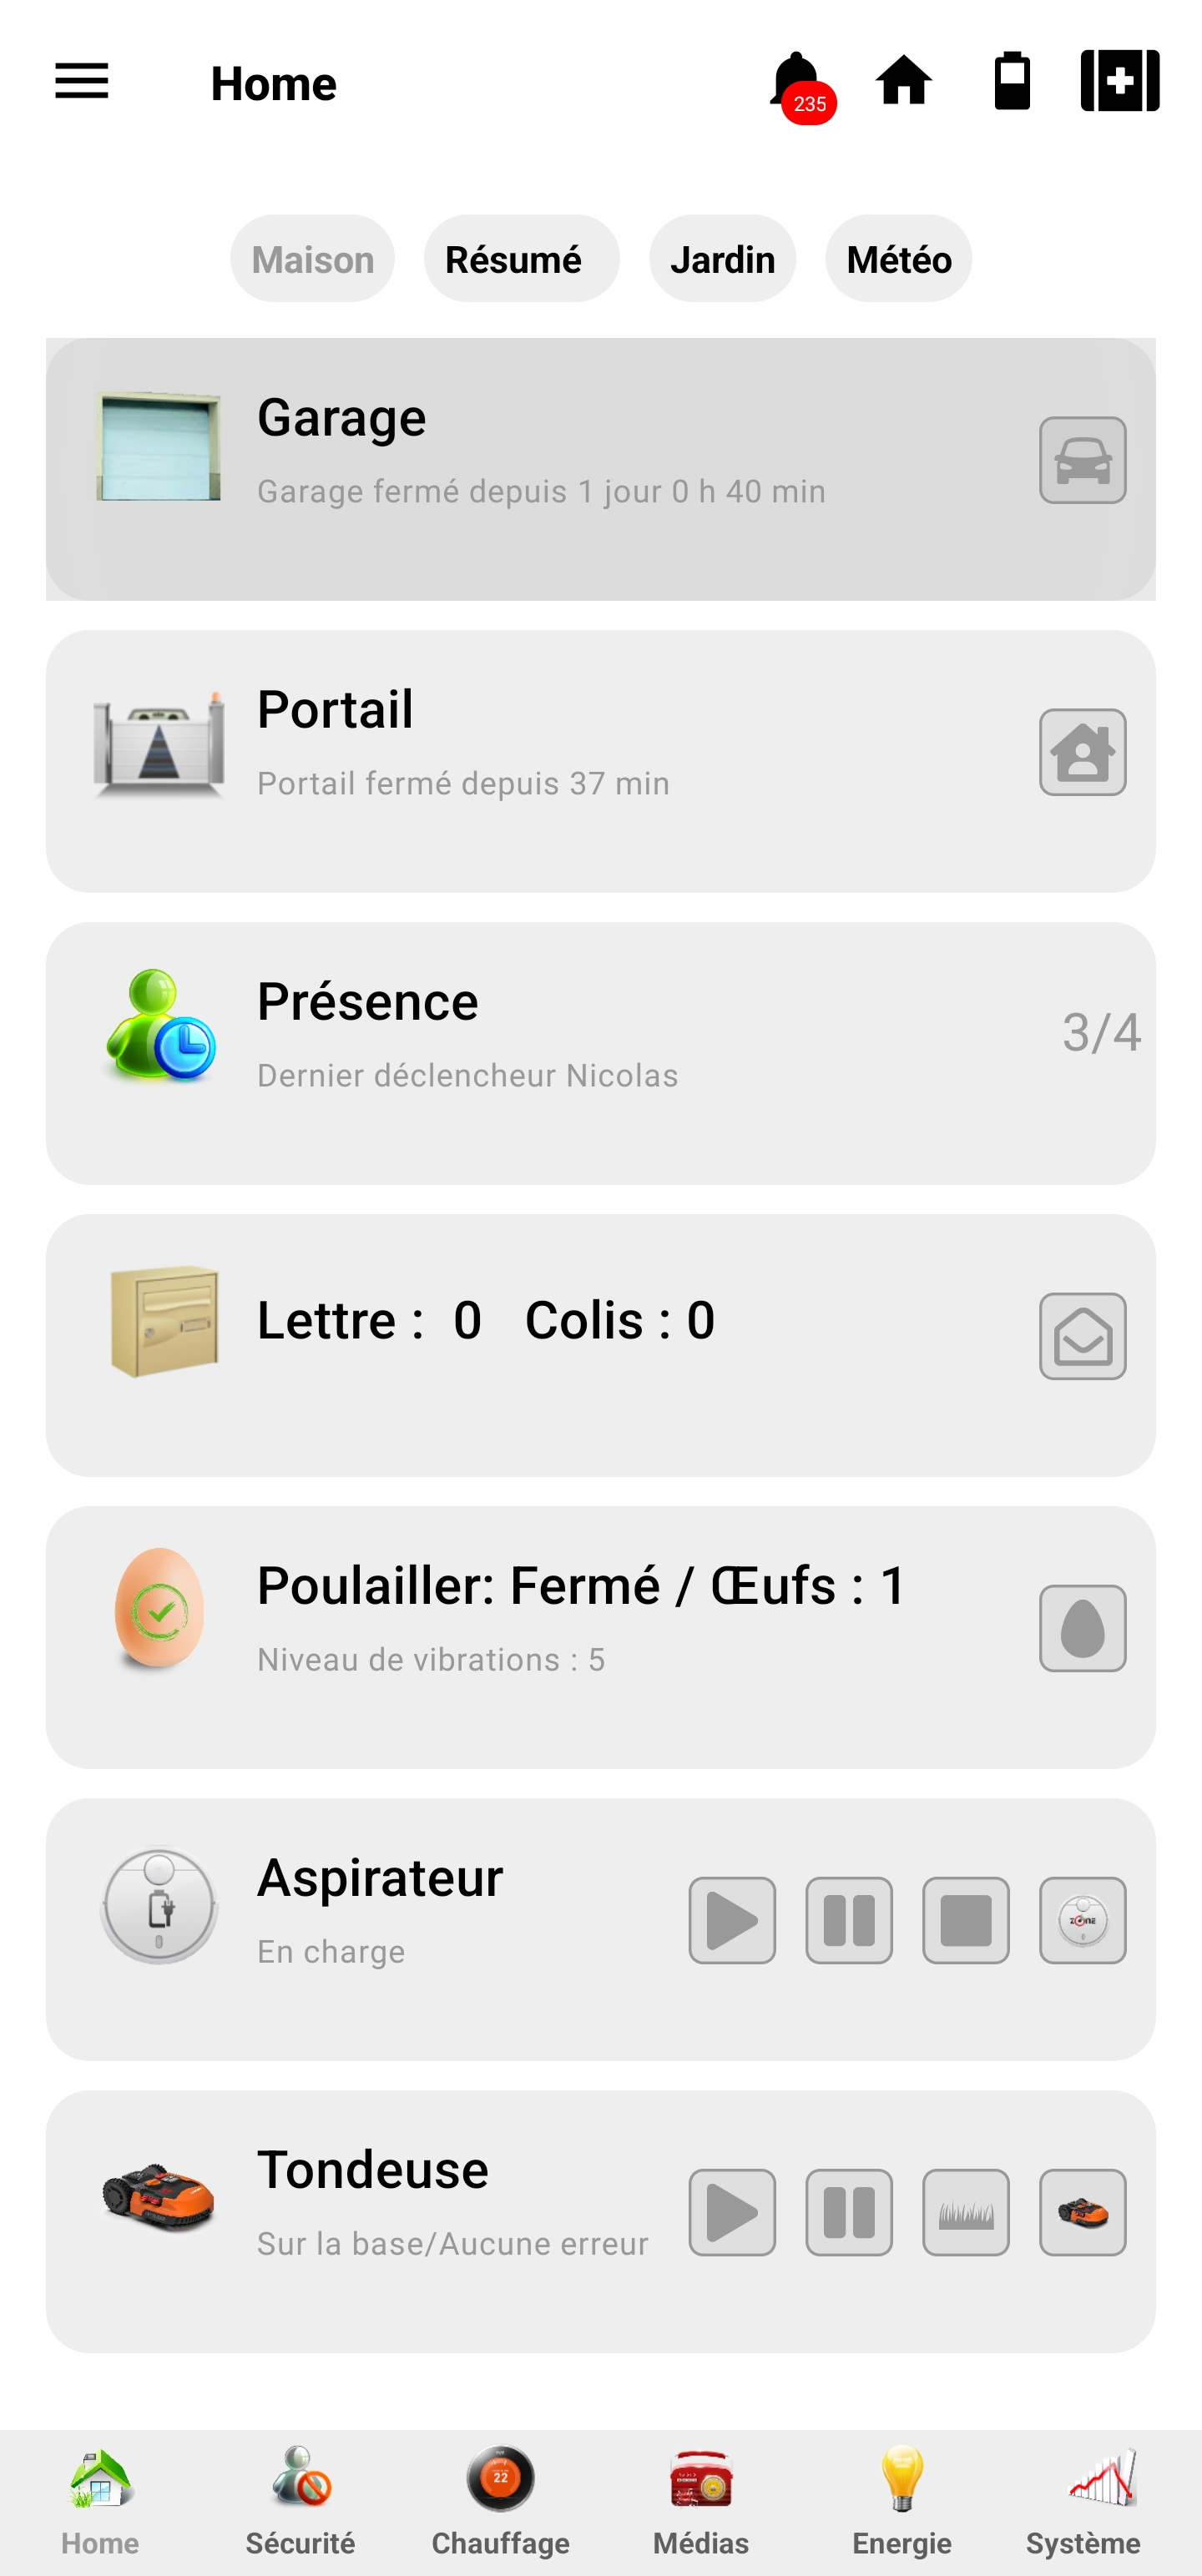 Home
235
Maison
Résumé
Jardin
Météo
Garage
Garage fermé depuis 1 jour 0 h 40 min
Portail
Portail fermé depuis 37 min
Présence
3/4
Dernier déclencheur Nicolas
Lettre : 0 Colis : 0
Poulailler: Fermé / Œufs : 1
Niveau de vibrations : 5
Aspirateur
En charge
ZONE
Tondeuse
Sur la base/Aucune erreur
22
Home
Sécurité
Chauffage
Médias
Energie
Système